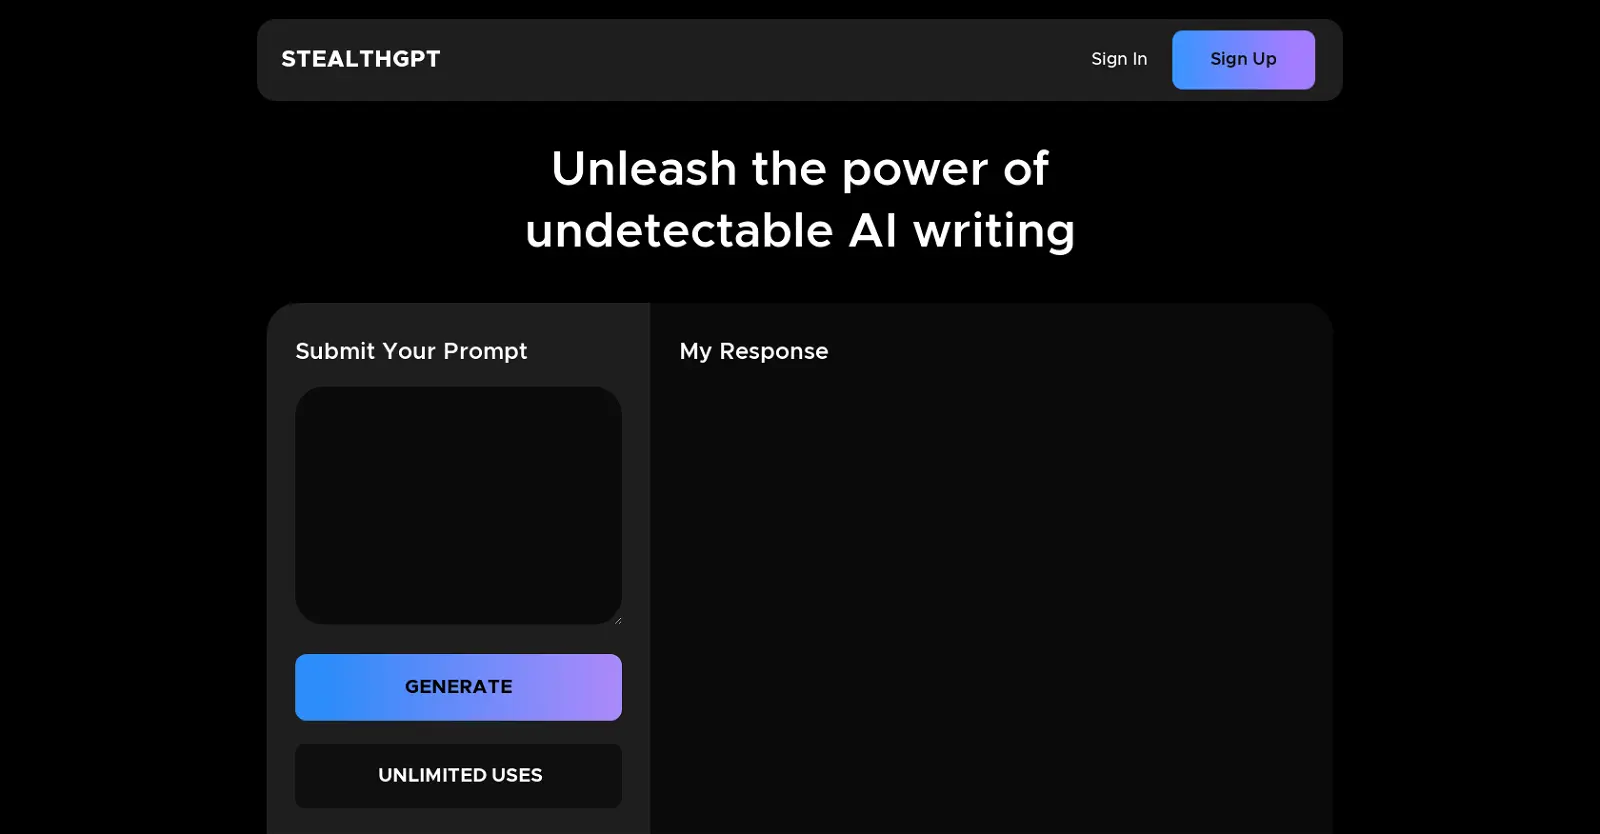 STEALTHGPT
Sign In
Sign Up
Unleash the power of
undetectable AI writing
Submit Your Prompt
My Response
GENERATE
UNLIMITED USES